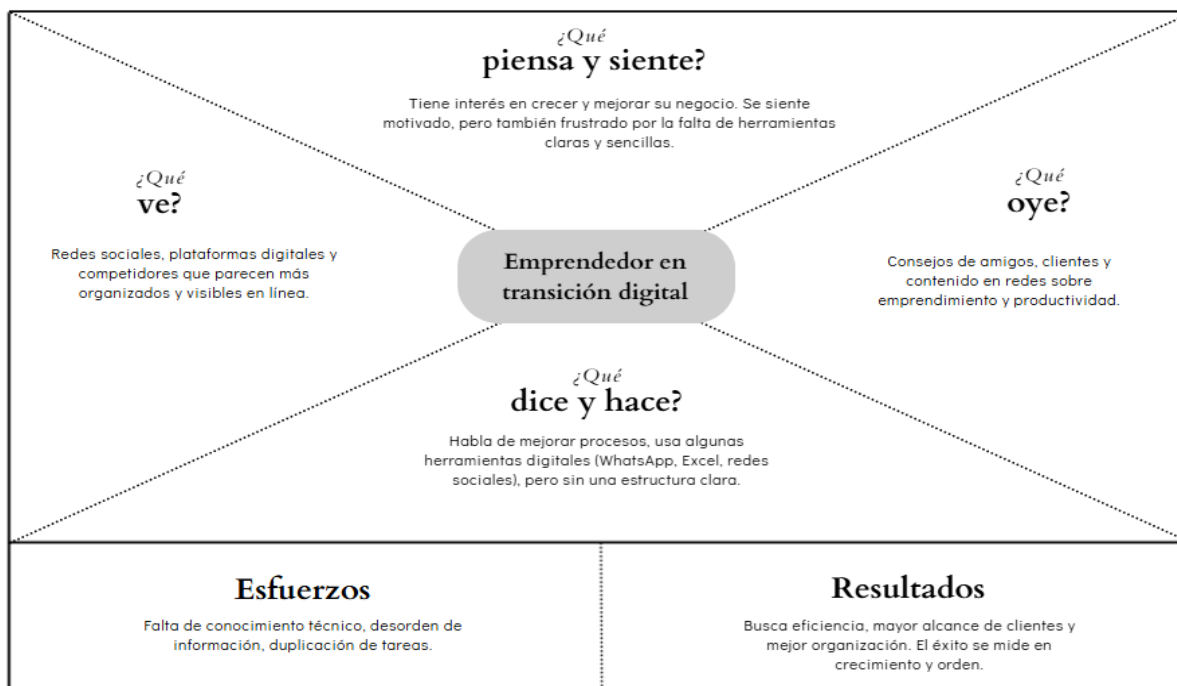 ¿Qué
piensa y siente?
Tiene interés en crecer y mejorar su negocio. Se siente
motivado, pero también frustrado por la falta de herramientas
claras y sencillas.
¿Qué
ve?
Redes sociales, plataformas digitales y
competidores que parecen más
organizados y visibles en línea.
Emprendedor en
transición digital
¿Qué
oye?
Consejos de amigos, clientes y
contenido en redes sobre
emprendimiento y productividad.
¿Qué
dice y hace?
Habla de mejorar procesos, usa algunas
herramientas digitales (WhatsApp, Excel, redes
sociales), pero sin una estructura clara.
Esfuerzos
Falta de conocimiento técnico, desorden de
información, duplicación de tareas.
Resultados
Busca eficiencia, mayor alcance de clientes y
mejor organización. El éxito se mide en
crecimiento y orden.